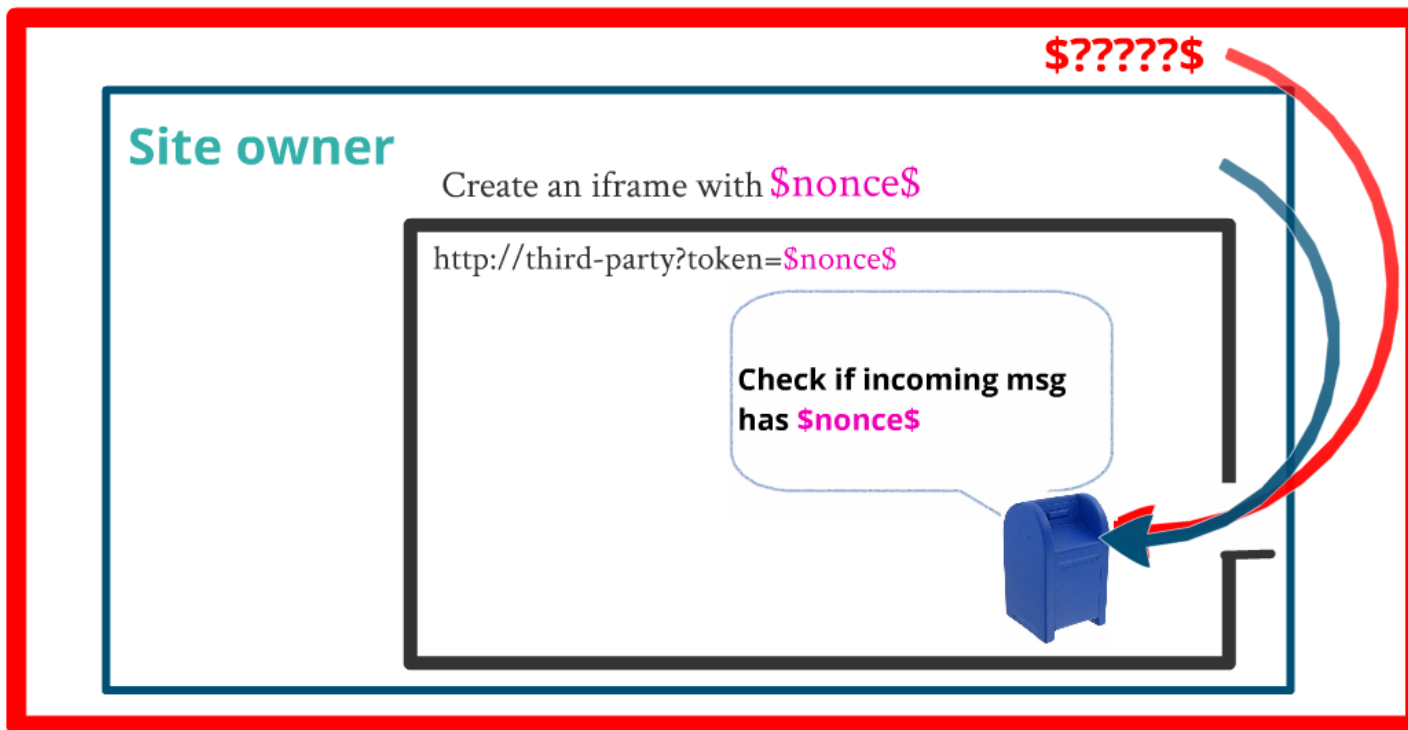 $?????$
Site owner
Create an iframe with $nonce$
http://third-party?token=$nonce$
Check if incoming msg
has $nonce$